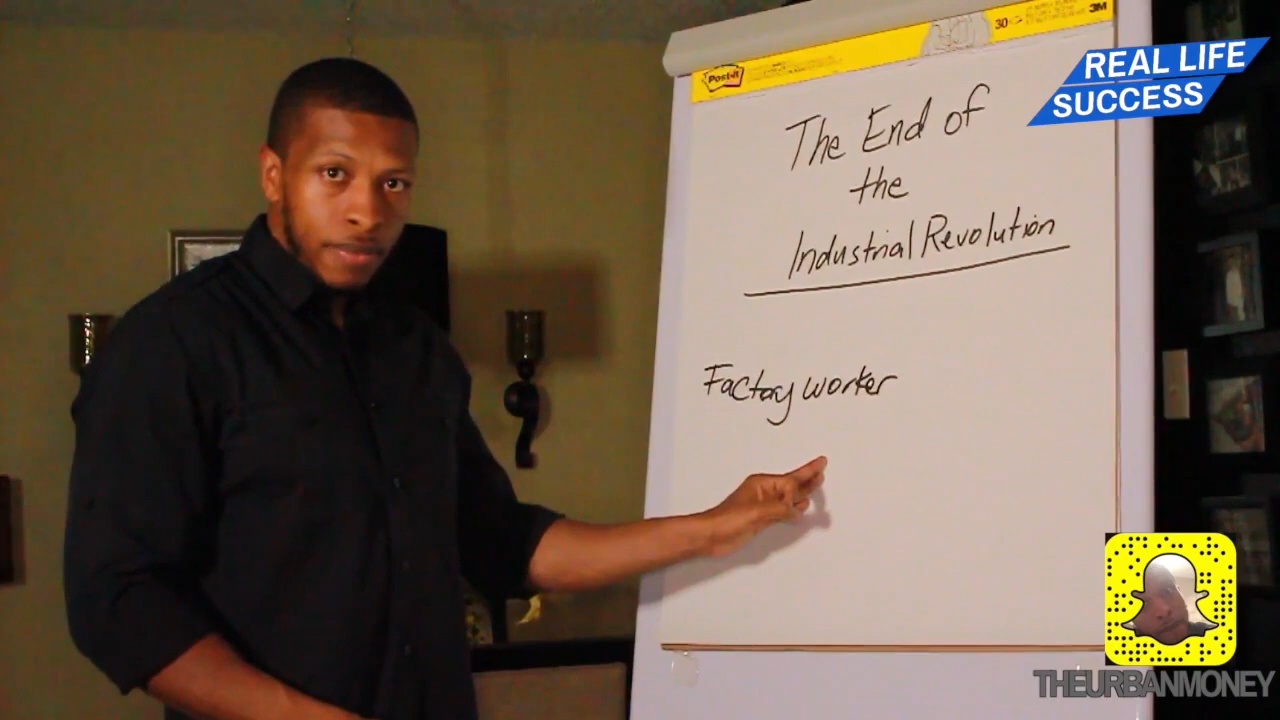 Post-it
30
3M
REAL LIFE
SUCCESS
The End of
the
Industrial Revolution
Factory worker
THEURBANMONEY